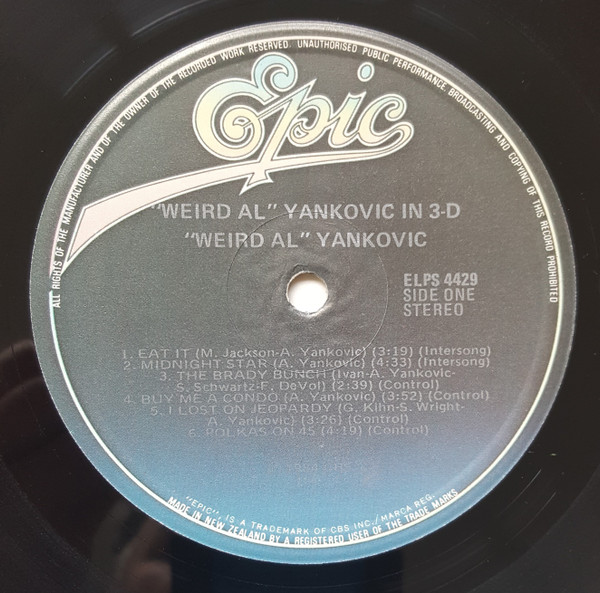 ALL RIGHTS OF THE MANUFACTURER AND OF THE OWNER OF THE RECORDED WORK RESERVED. UNAUTHORISED PUBLIC PERFORMANCE BROADCASTING AND COPYING OF THIS RECORD PROHIBITED
Epic
"WEIRD AL" YANKOVIC IN 3-D
"WEIRD AL" YANKOVIC
ELPS 4429
SIDE ONE
STEREO
1. EAT IT (M. Jackson-A. Yankovic) (3:19) (Intersong)
2. MIDNIGHT STAR (A. Yankovic) (4:33) (Intersong)
3. THE BRADY BUNCH (Ivan-A. Yankovic-
S. Schwartz-F. DeVol) (2:39) (Control)
4. BUY ME A CONDO (A. Yankovic) (3:52) (Control)
5. I LOST ON JEOPARDY (G. Kihn-S. Wright-
A. Yankovic) (3:26) (Control)
6. POLKAS ON 45 (4:19) (Control)
"EPIC", IS A TRADEMARK OF CBS INC./MARCA REG.
MADE IN NEW ZEALAND BY A REGISTERED USER OF THE TRADE MARKS